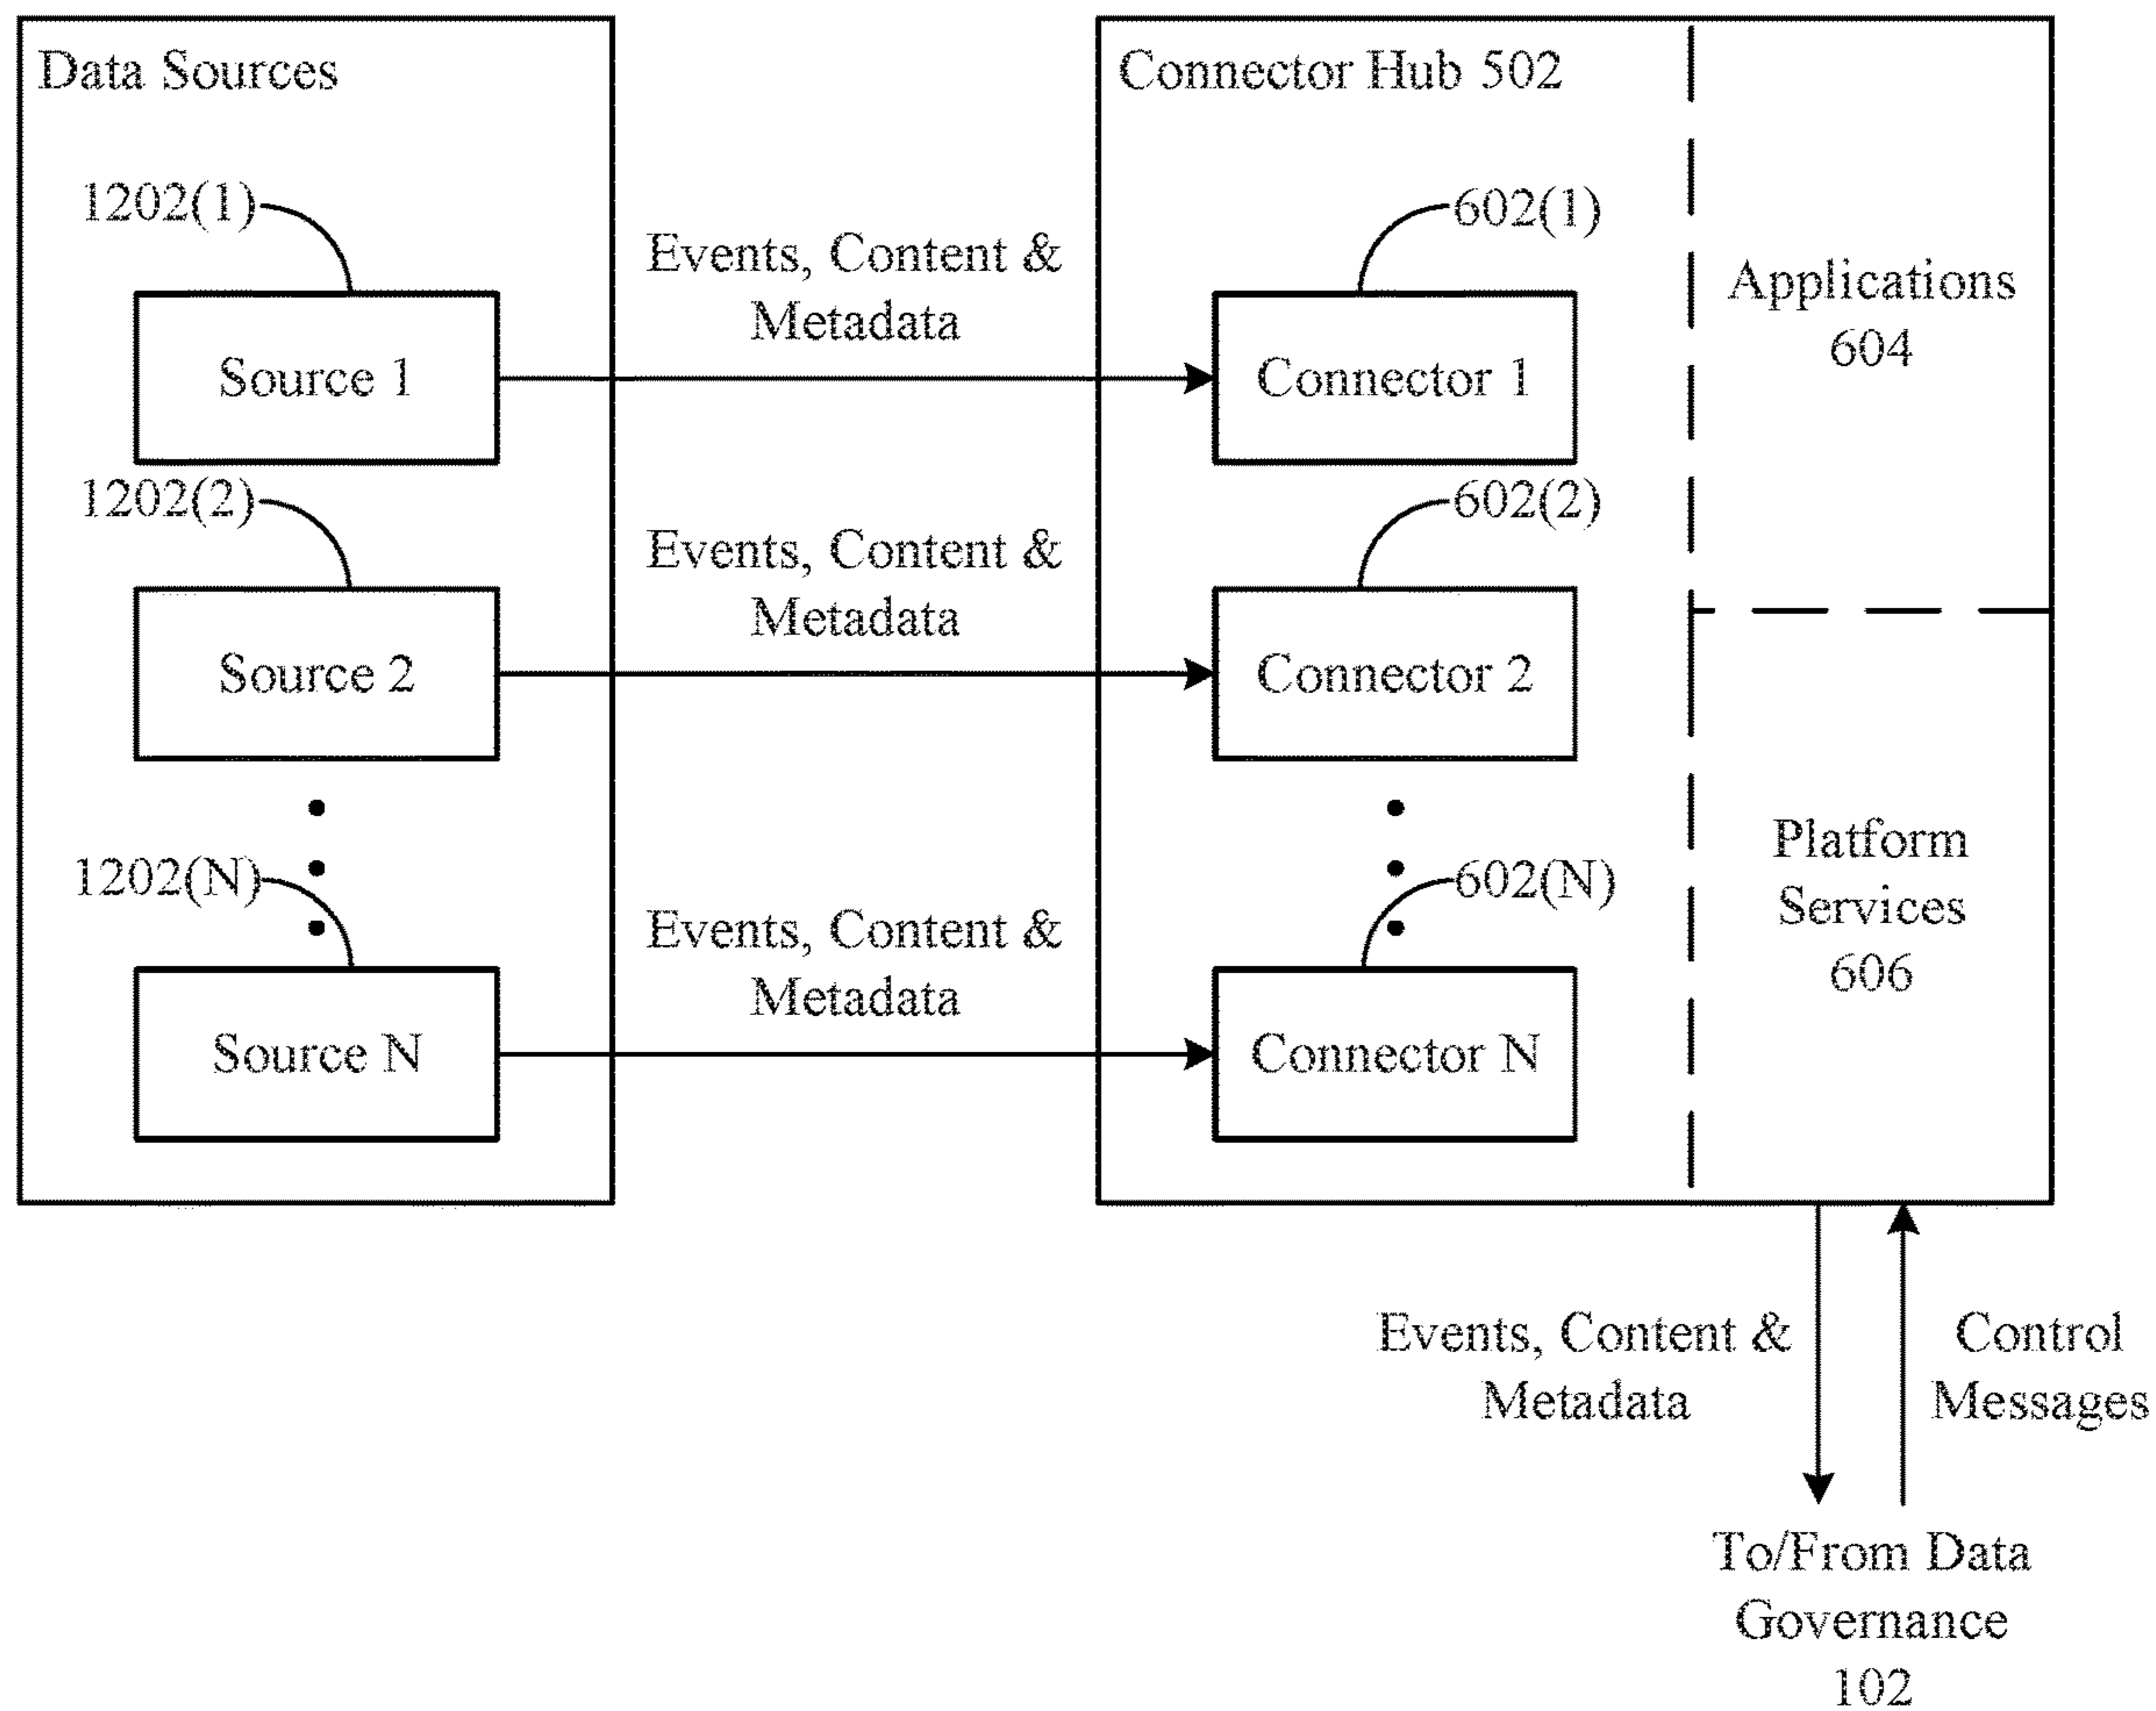 Data Sources
1202(1)
Source 1
1202(2)
Source 2
1202(N)
Source N
Events, Content &
Metadata
Events, Content &
Metadata
Events, Content &
Metadata
Connector Hub 502
602(1)
Connector 1
602(2)
Connector 2
602(N)
Connector N
Applications
604
Platform
Services
606
Events, Content &
Metadata
Control
Messages
To/From Data
Governance
102